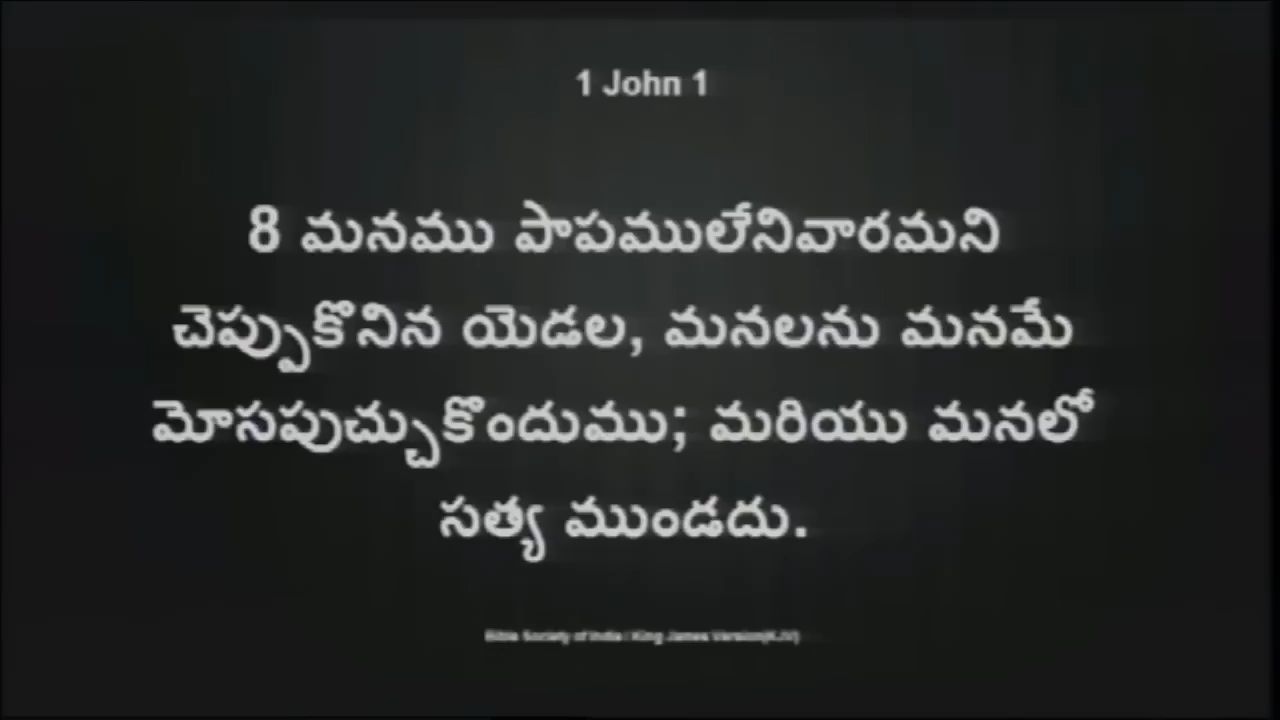 1 John 1
8 మనము పాపములేనివారమని
చెప్పుకొనిన యెడల, మనలను మనమే
మోసపుచ్చుకొందుము; మరియు మనలో
సత్య ముండదు.
Bible Society of India / King James Version(KJV)